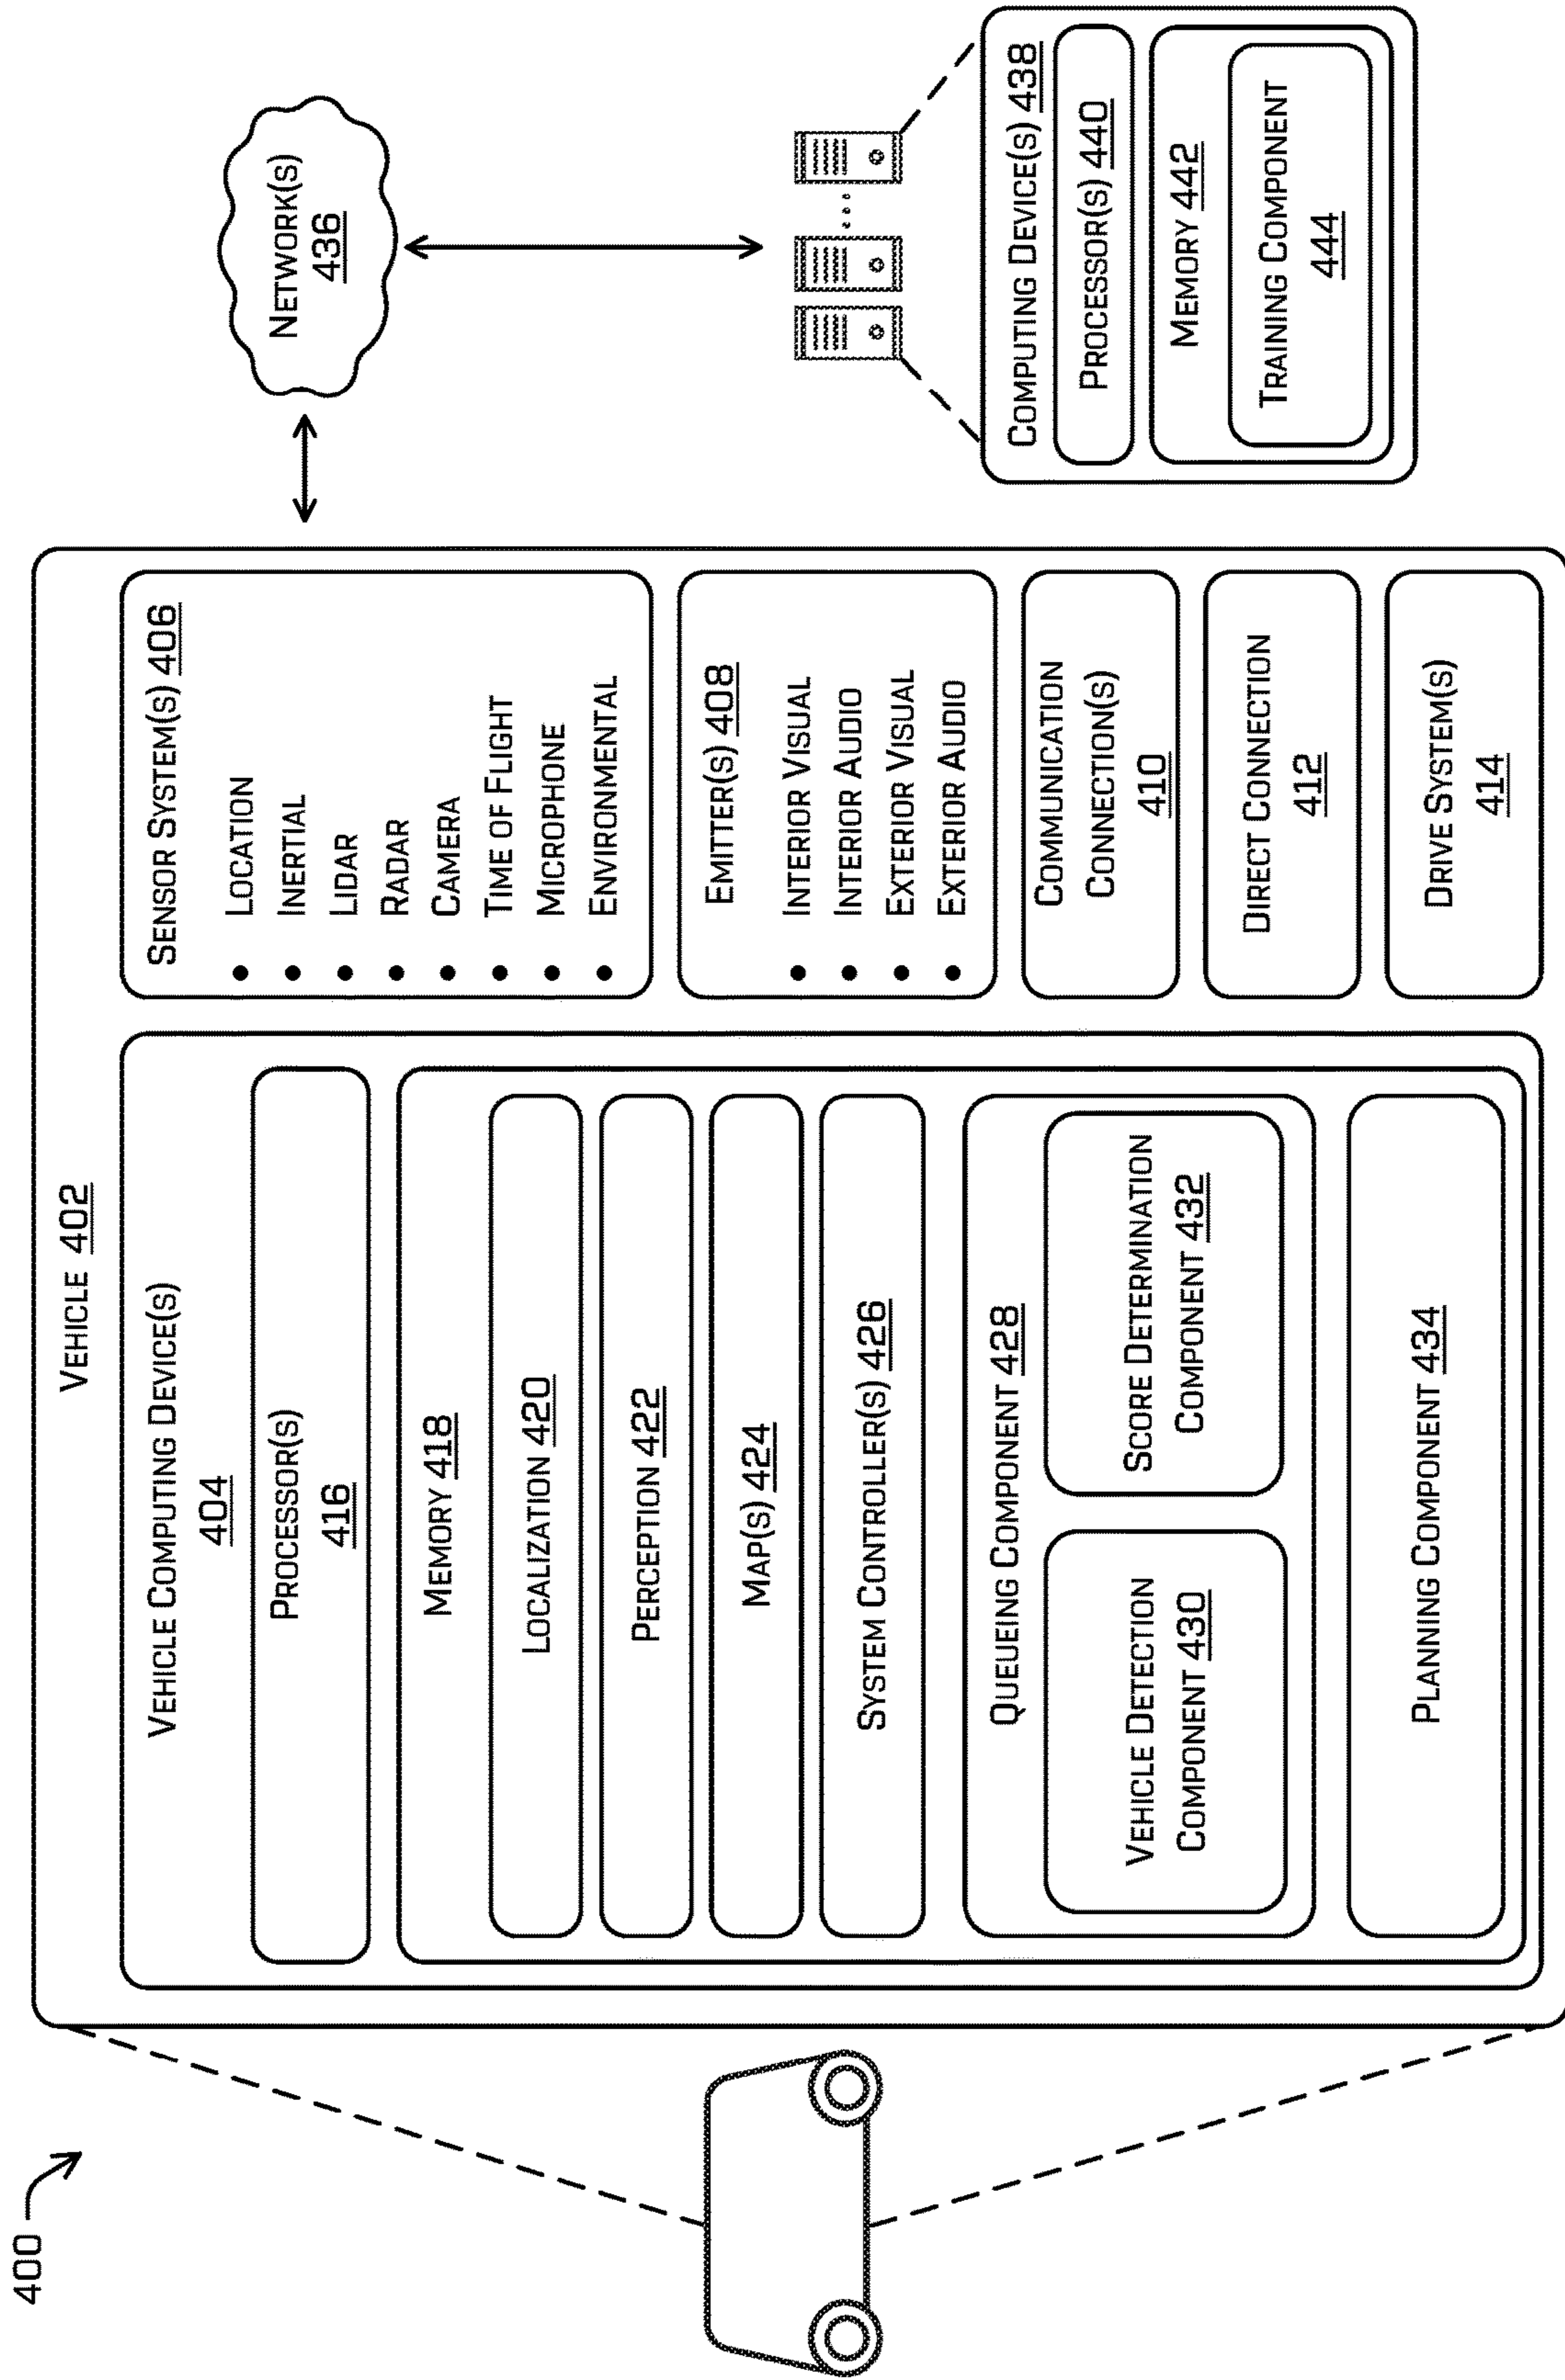 400
VEHICLE 402
VEHICLE COMPUTING DEVICE(S)
404
PROCESSOR(S)
416
MEMORY 418
LOCALIZATION 420
PERCEPTION 422
MAP(S) 424
SYSTEM CONTROLLER(S) 426
QUEUEING COMPONENT 428
VEHICLE DETECTION
COMPONENT 430
SCORE DETERMINATION
COMPONENT 432
PLANNING COMPONENT 434
SENSOR SYSTEM(S) 406
• LOCATION
• INERTIAL
• LIDAR
• RADAR
• CAMERA
• TIME OF FLIGHT
• MICROPHONE
• ENVIRONMENTAL
EMITTER(S) 408
• INTERIOR VISUAL
• INTERIOR AUDIO
• EXTERIOR VISUAL
• EXTERIOR AUDIO
COMMUNICATION
CONNECTION(S)
410
DIRECT CONNECTION
412
DRIVE SYSTEM(S)
414
NETWORK(S)
436
COMPUTING DEVICE(S) 438
PROCESSOR(S) 440
MEMORY 442
TRAINING COMPONENT
444